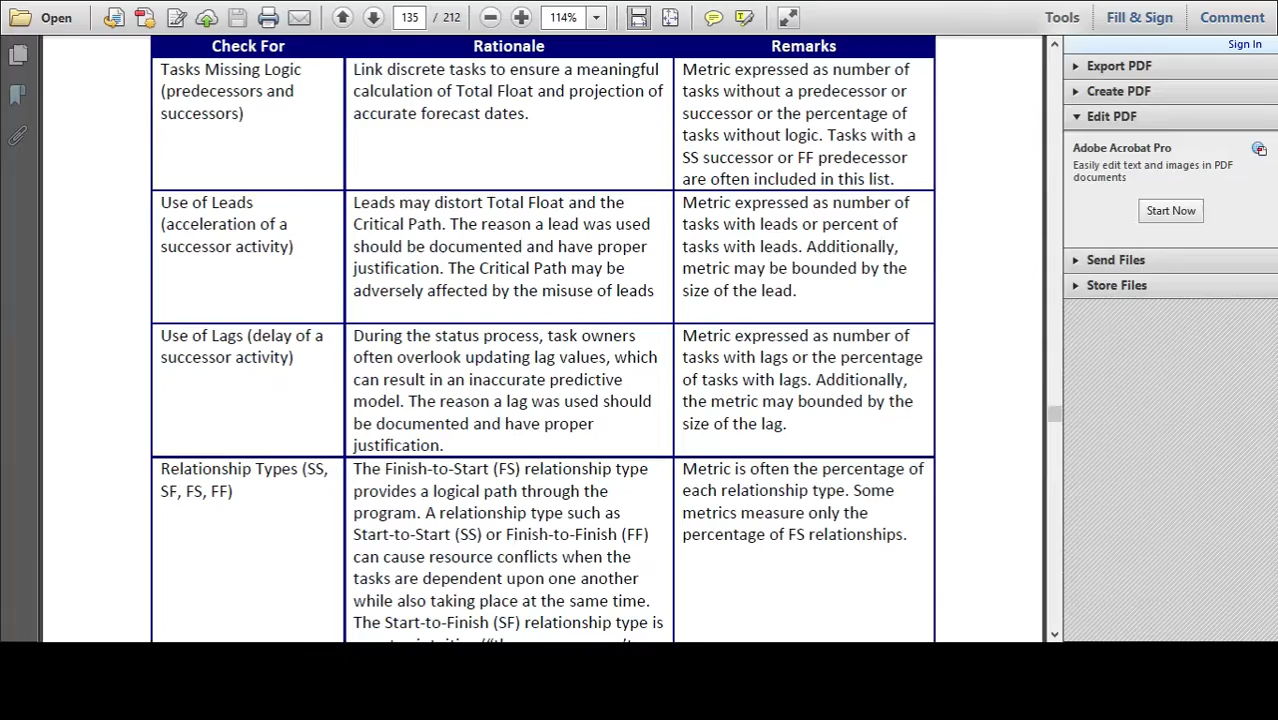 Open
135
/ 212
114%
Tools
Fill & Sign
Comment
Sign In
Export PDF
Create PDF
Edit PDF
Adobe Acrobat Pro
Easily edit text and images in PDF
documents
Start Now
Send Files
Store Files
Check For
Rationale
Remarks
Tasks Missing Logic
(predecessors and
successors)
Link discrete tasks to ensure a meaningful
calculation of Total Float and projection of
accurate forecast dates.
Metric expressed as number of
tasks without a predecessor or
successor or the percentage of
tasks without logic. Tasks with a
SS successor or FF predecessor
are often included in this list.
Use of Leads
(acceleration of a
successor activity)
Leads may distort Total Float and the
Critical Path. The reason a lead was used
should be documented and have proper
justification. The Critical Path may be
adversely affected by the misuse of leads
Metric expressed as number of
tasks with leads or percent of
tasks with leads. Additionally,
metric may be bounded by the
size of the lead.
Use of Lags (delay of a
successor activity)
During the status process, task owners
often overlook updating lag values, which
can result in an inaccurate predictive
model. The reason a lag was used should
be documented and have proper
justification.
Metric expressed as number of
tasks with lags or the percentage
of tasks with lags. Additionally,
the metric may bounded by the
size of the lag.
Relationship Types (SS,
SF, FS, FF)
The Finish-to-Start (FS) relationship type
provides a logical path through the
program. A relationship type such as
Start-to-Start (SS) or Finish-to-Finish (FF)
can cause resource conflicts when the
tasks are dependent upon one another
while also taking place at the same time.
The Start-to-Finish (SF) relationship type is
Metric is often the percentage of
each relationship type. Some
metrics measure only the
percentage of FS relationships.